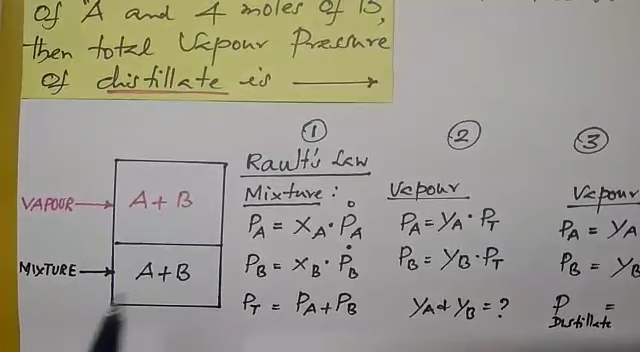 of A and 4 moles of B,
then total Vapour Pressure
of distillate is ⟶
① ② ③
Rault's Law
Mixture :
P_A = X_A · P°_A
P_B = X_B · P°_B
P_T = P_A + P_B
Vapour
P_A = Y_A · P_T
P_B = Y_B · P_T
Y_A & Y_B = ?
Vapour
P_A = Y_A
P_B = Y_B
P Distillate =
VAPOUR → A + B
MIXTURE → A + B